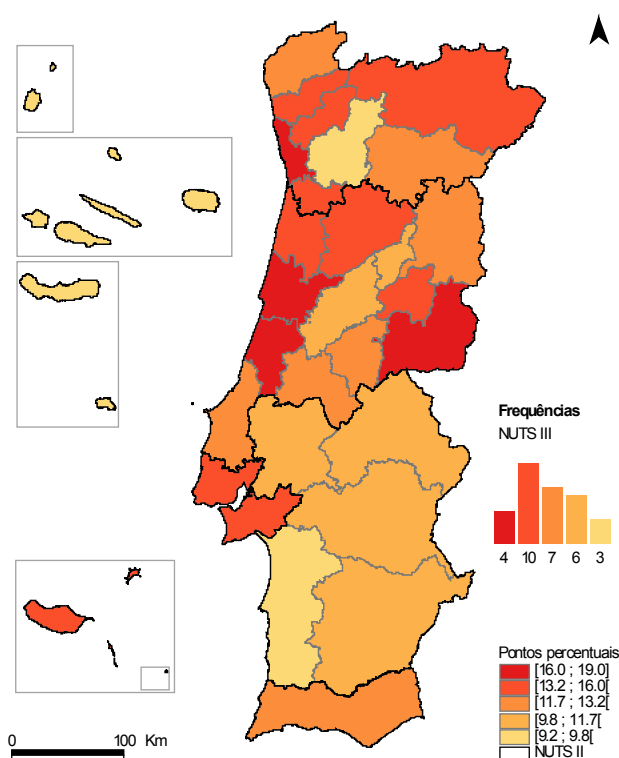 Frequências
NUTS III
4 10 7 6 3
Pontos percentuais
[16.0 ; 19.0]
[13.2 ; 16.0[
[11.7 ; 13.2[
[9.8 ; 11.7[
[9.2 ; 9.8[
NUTS II
0 100 Km